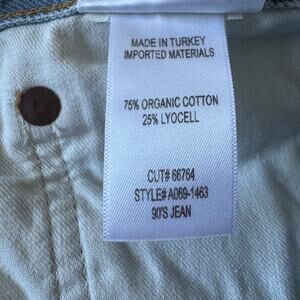 MADE IN TURKEY
IMPORTED MATERIALS
75% ORGANIC COTTON
25% LYOCELL
CUT# 66764
STYLE# A069-1463
90'S JEAN